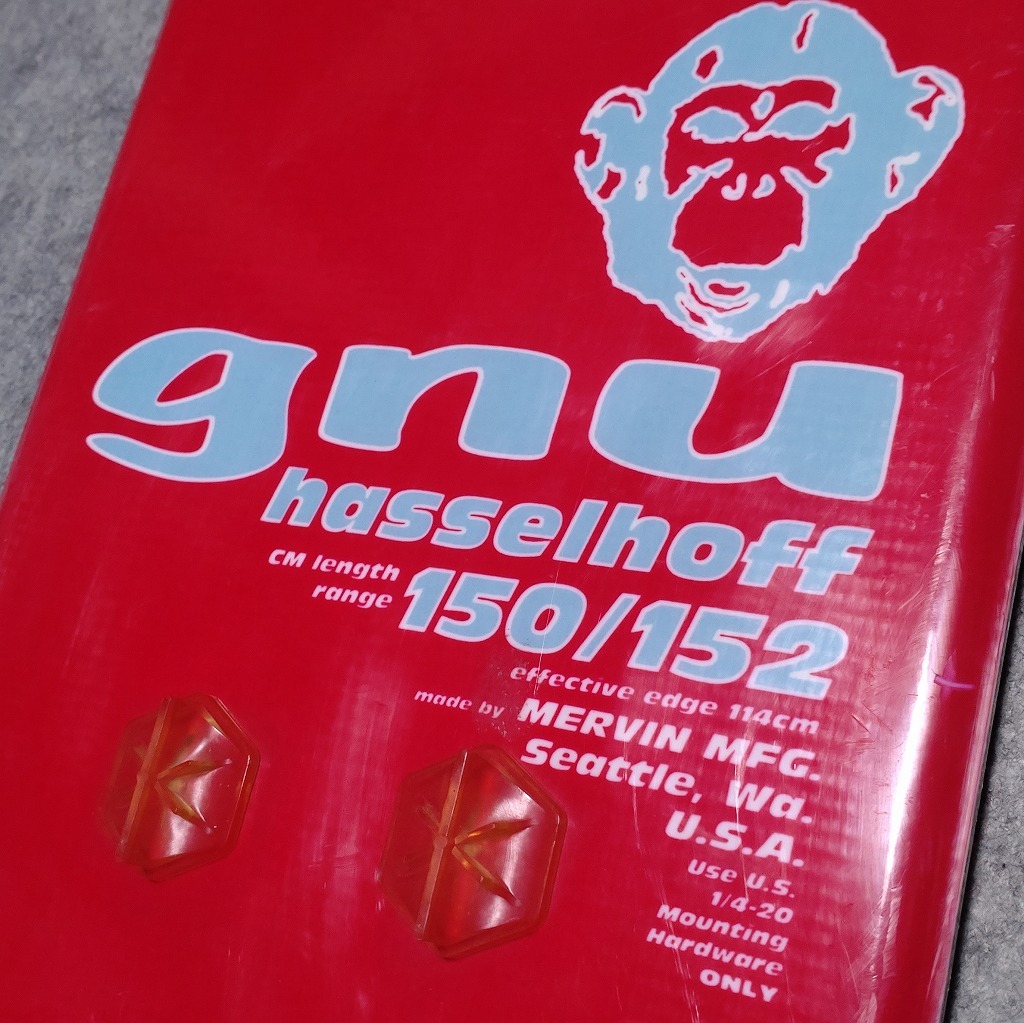 gnu
hasselhoff
CM length
range 150/152
effective edge 114cm
made by MERVIN MFG.
Seattle, Wa.
U.S.A.
Use U.S.
1/4-20
Mounting
Hardware
ONLY